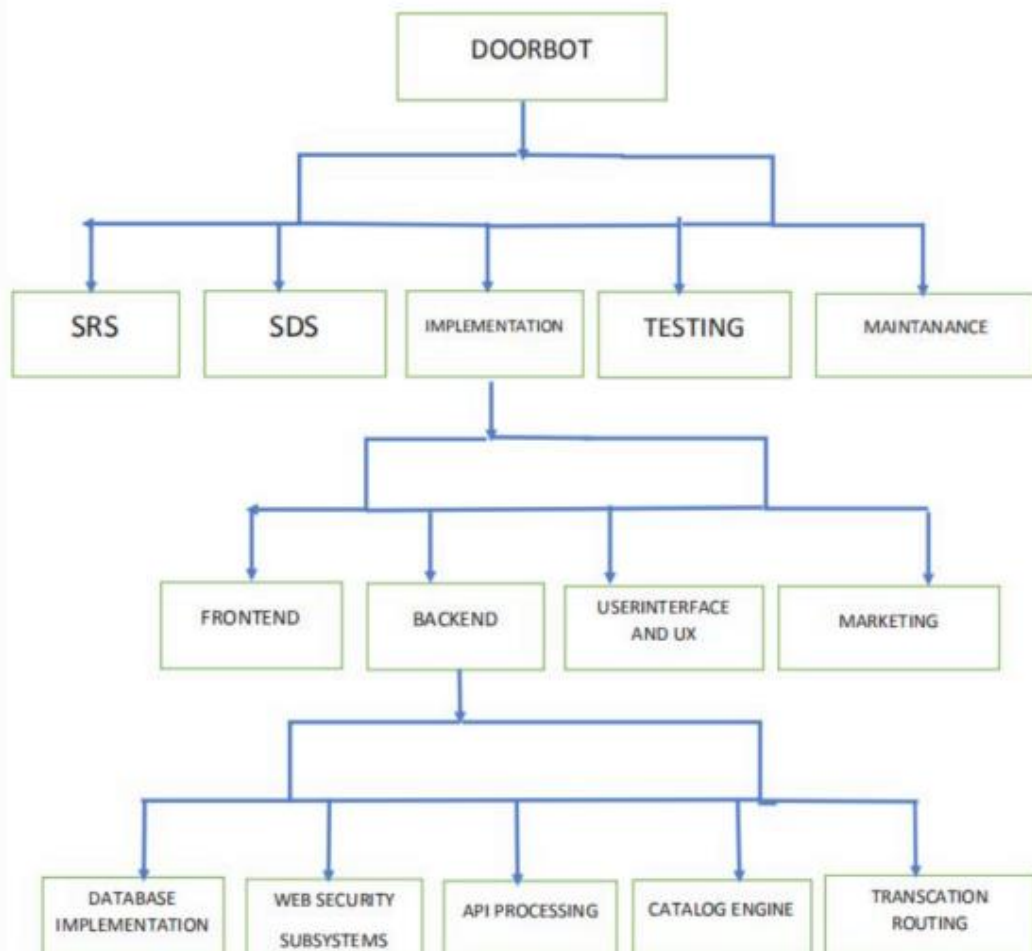 DOORBOT
SRS
SDS
IMPLEMENTATION
TESTING
MAINTANANCE
FRONTEND
BACKEND
USERINTERFACE
AND UX
MARKETING
DATABASE
IMPLEMENTATION
WEB SECURITY
SUBSYSTEMS
API PROCESSING
CATALOG ENGINE
TRANSCATION
ROUTING